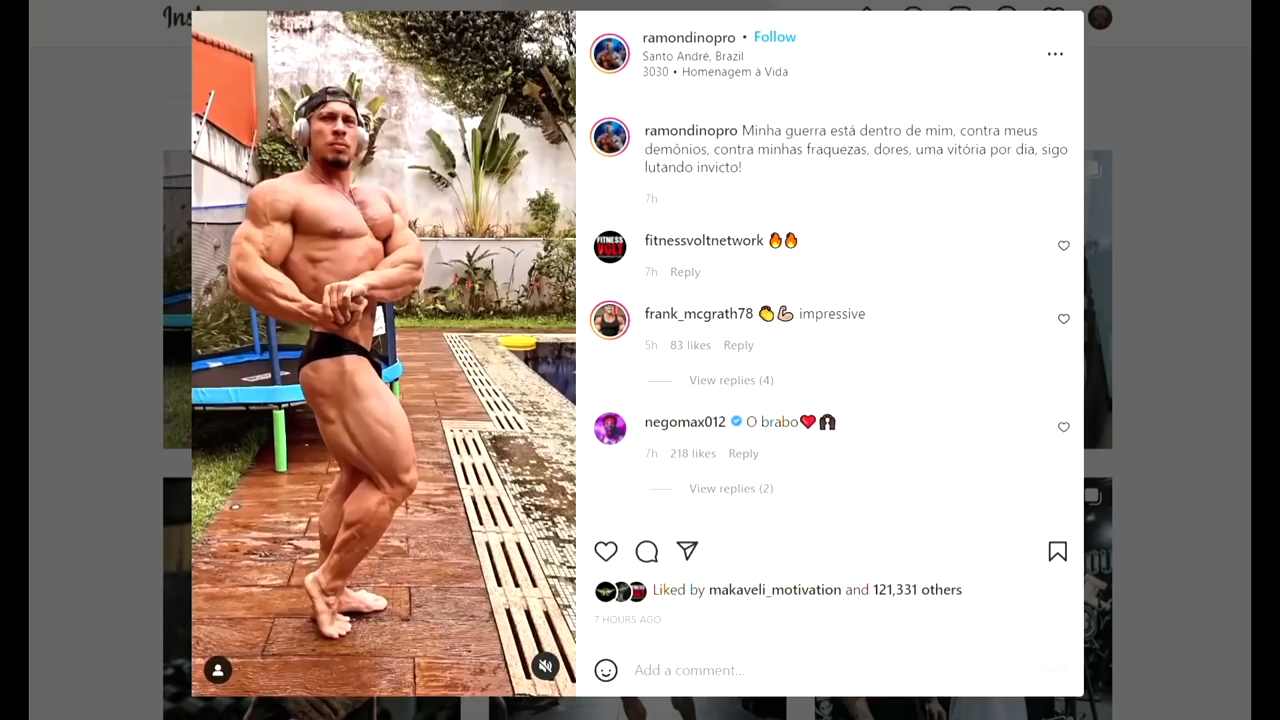 ramondinopro • Follow
Santo André, Brazil
3030 • Homenagem à Vida
ramondinopro Minha guerra está dentro de mim, contra meus
demônios, contra minhas fraquezas, dores, uma vitória por dia, sigo
lutando invicto!
7h
FITNESS
VOLT
fitnessvoltnetwork 🔥🔥
7h Reply
frank_mcgrath78 👏💪 impressive
5h 83 likes Reply
View replies (4)
negomax012 O brabo❤️🦍
7h 218 likes Reply
View replies (2)
Liked by makaveli_motivation and 121,331 others
7 HOURS AGO
Add a comment...